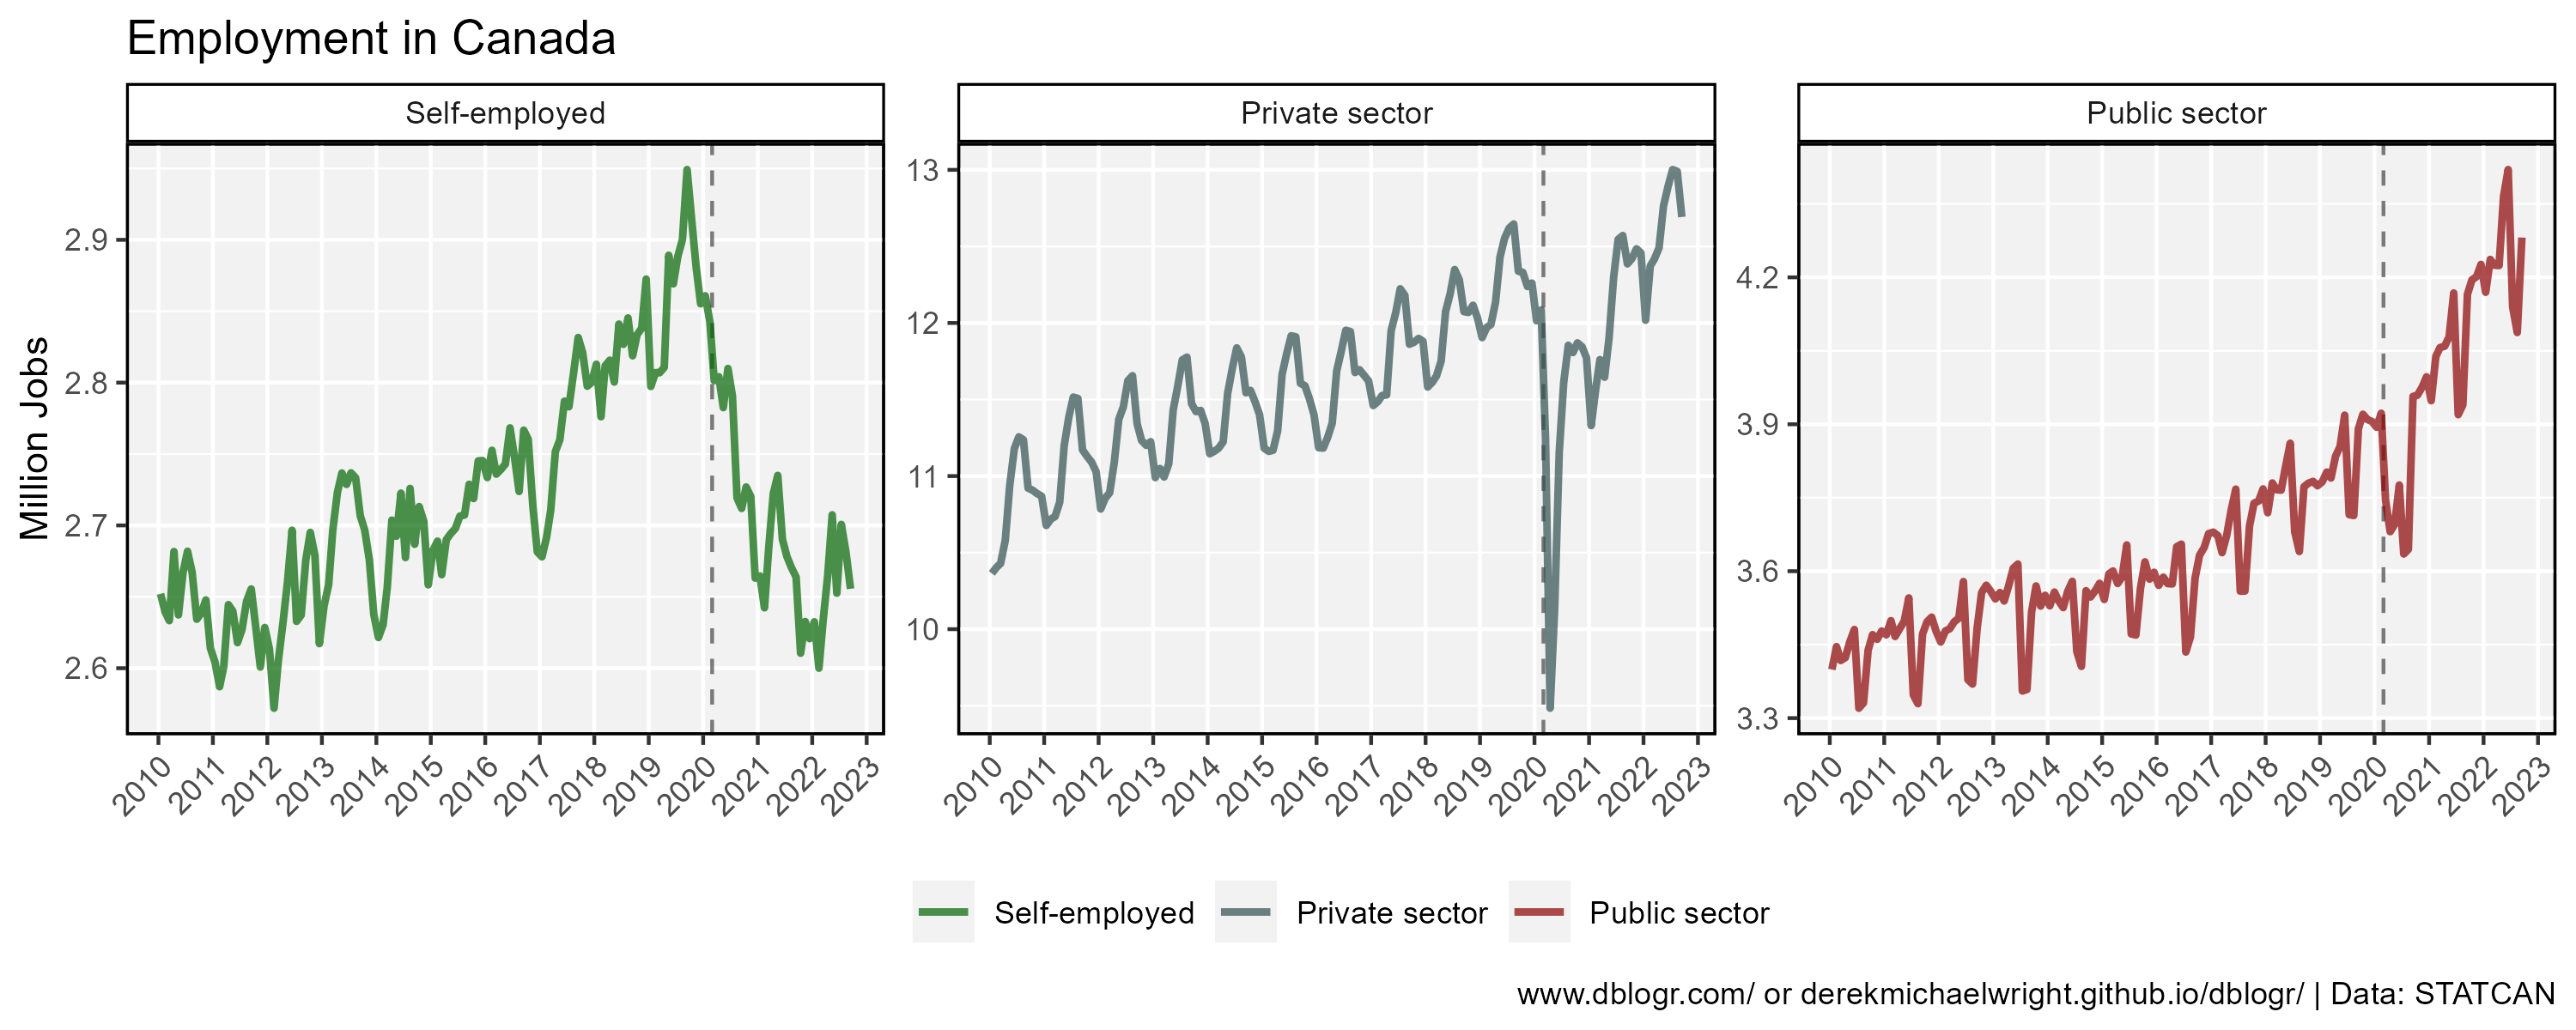 Employment in Canada
Self-employed
Private sector
Public sector
Million Jobs
2.9
2.8
2.7
2.6
13
12
11
10
4.2
3.9
3.6
3.3
2010 2011 2012 2013 2014 2015 2016 2017 2018 2019 2020 2021 2022 2023
2010 2011 2012 2013 2014 2015 2016 2017 2018 2019 2020 2021 2022 2023
2010 2011 2012 2013 2014 2015 2016 2017 2018 2019 2020 2021 2022 2023
Self-employed Private sector Public sector
www.dblogr.com/ or derekmichaelwright.github.io/dblogr/ | Data: STATCAN